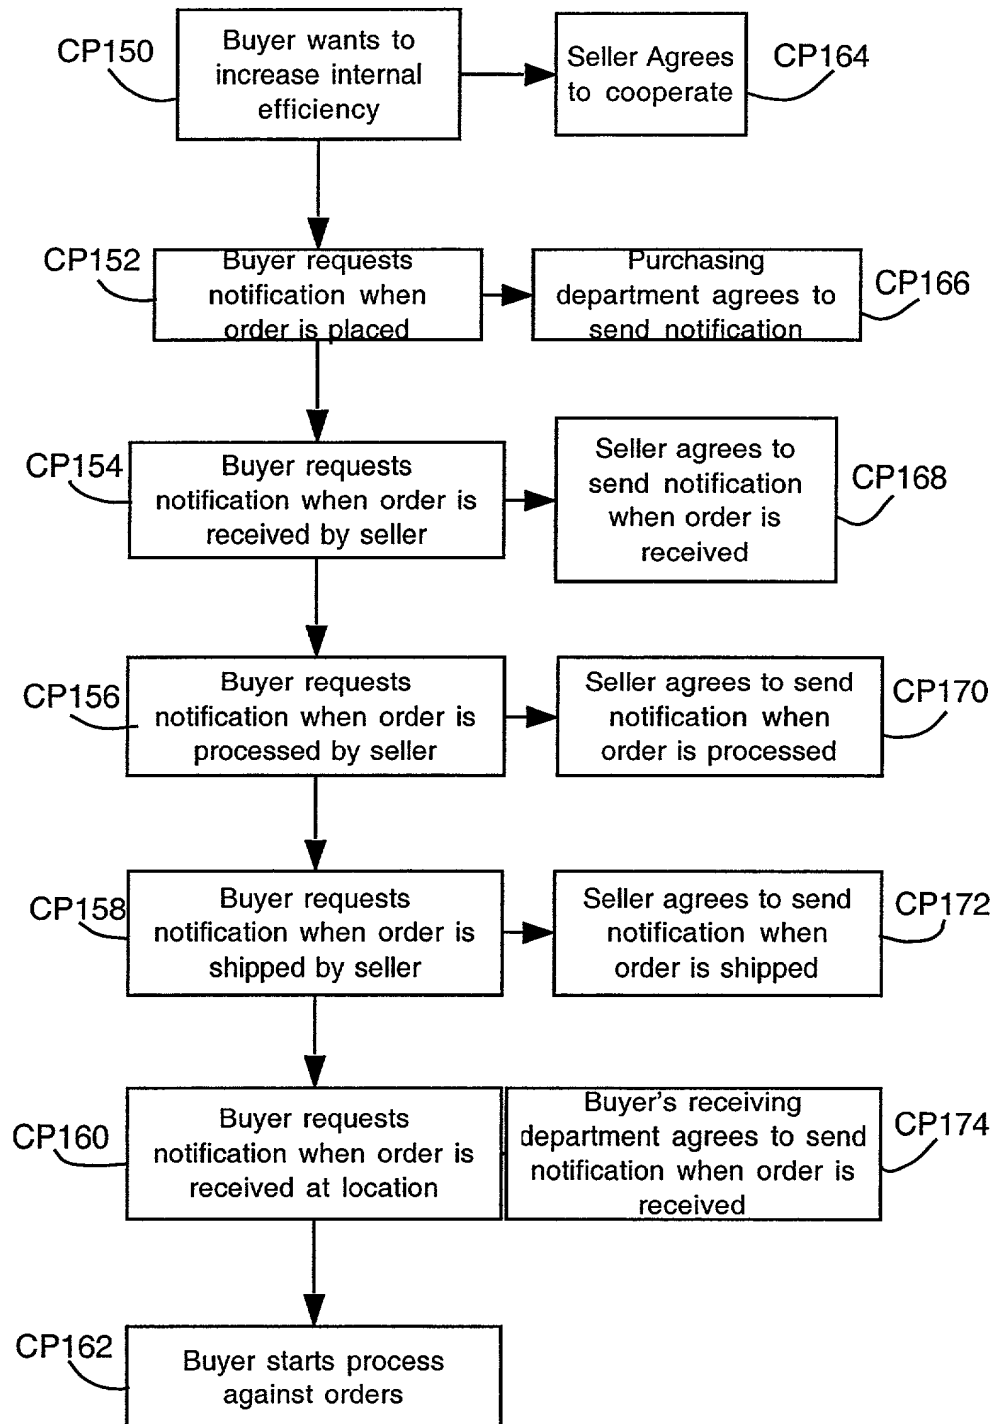 CP150
Buyer wants to
increase internal
efficiency
Seller Agrees
to cooperate
CP164
CP152
Buyer requests
notification when
order is placed
Purchasing
department agrees to
send notification
CP166
CP154
Buyer requests
notification when order is
received by seller
Seller agrees to
send notification
when order is
received
CP168
CP156
Buyer requests
notification when order is
processed by seller
Seller agrees to send
notification when
order is processed
CP170
CP158
Buyer requests
notification when order is
shipped by seller
Seller agrees to send
notification when
order is shipped
CP172
CP160
Buyer requests
notification when order is
received at location
Buyer's receiving
department agrees to send
notification when order is
received
CP174
CP162
Buyer starts process
against orders